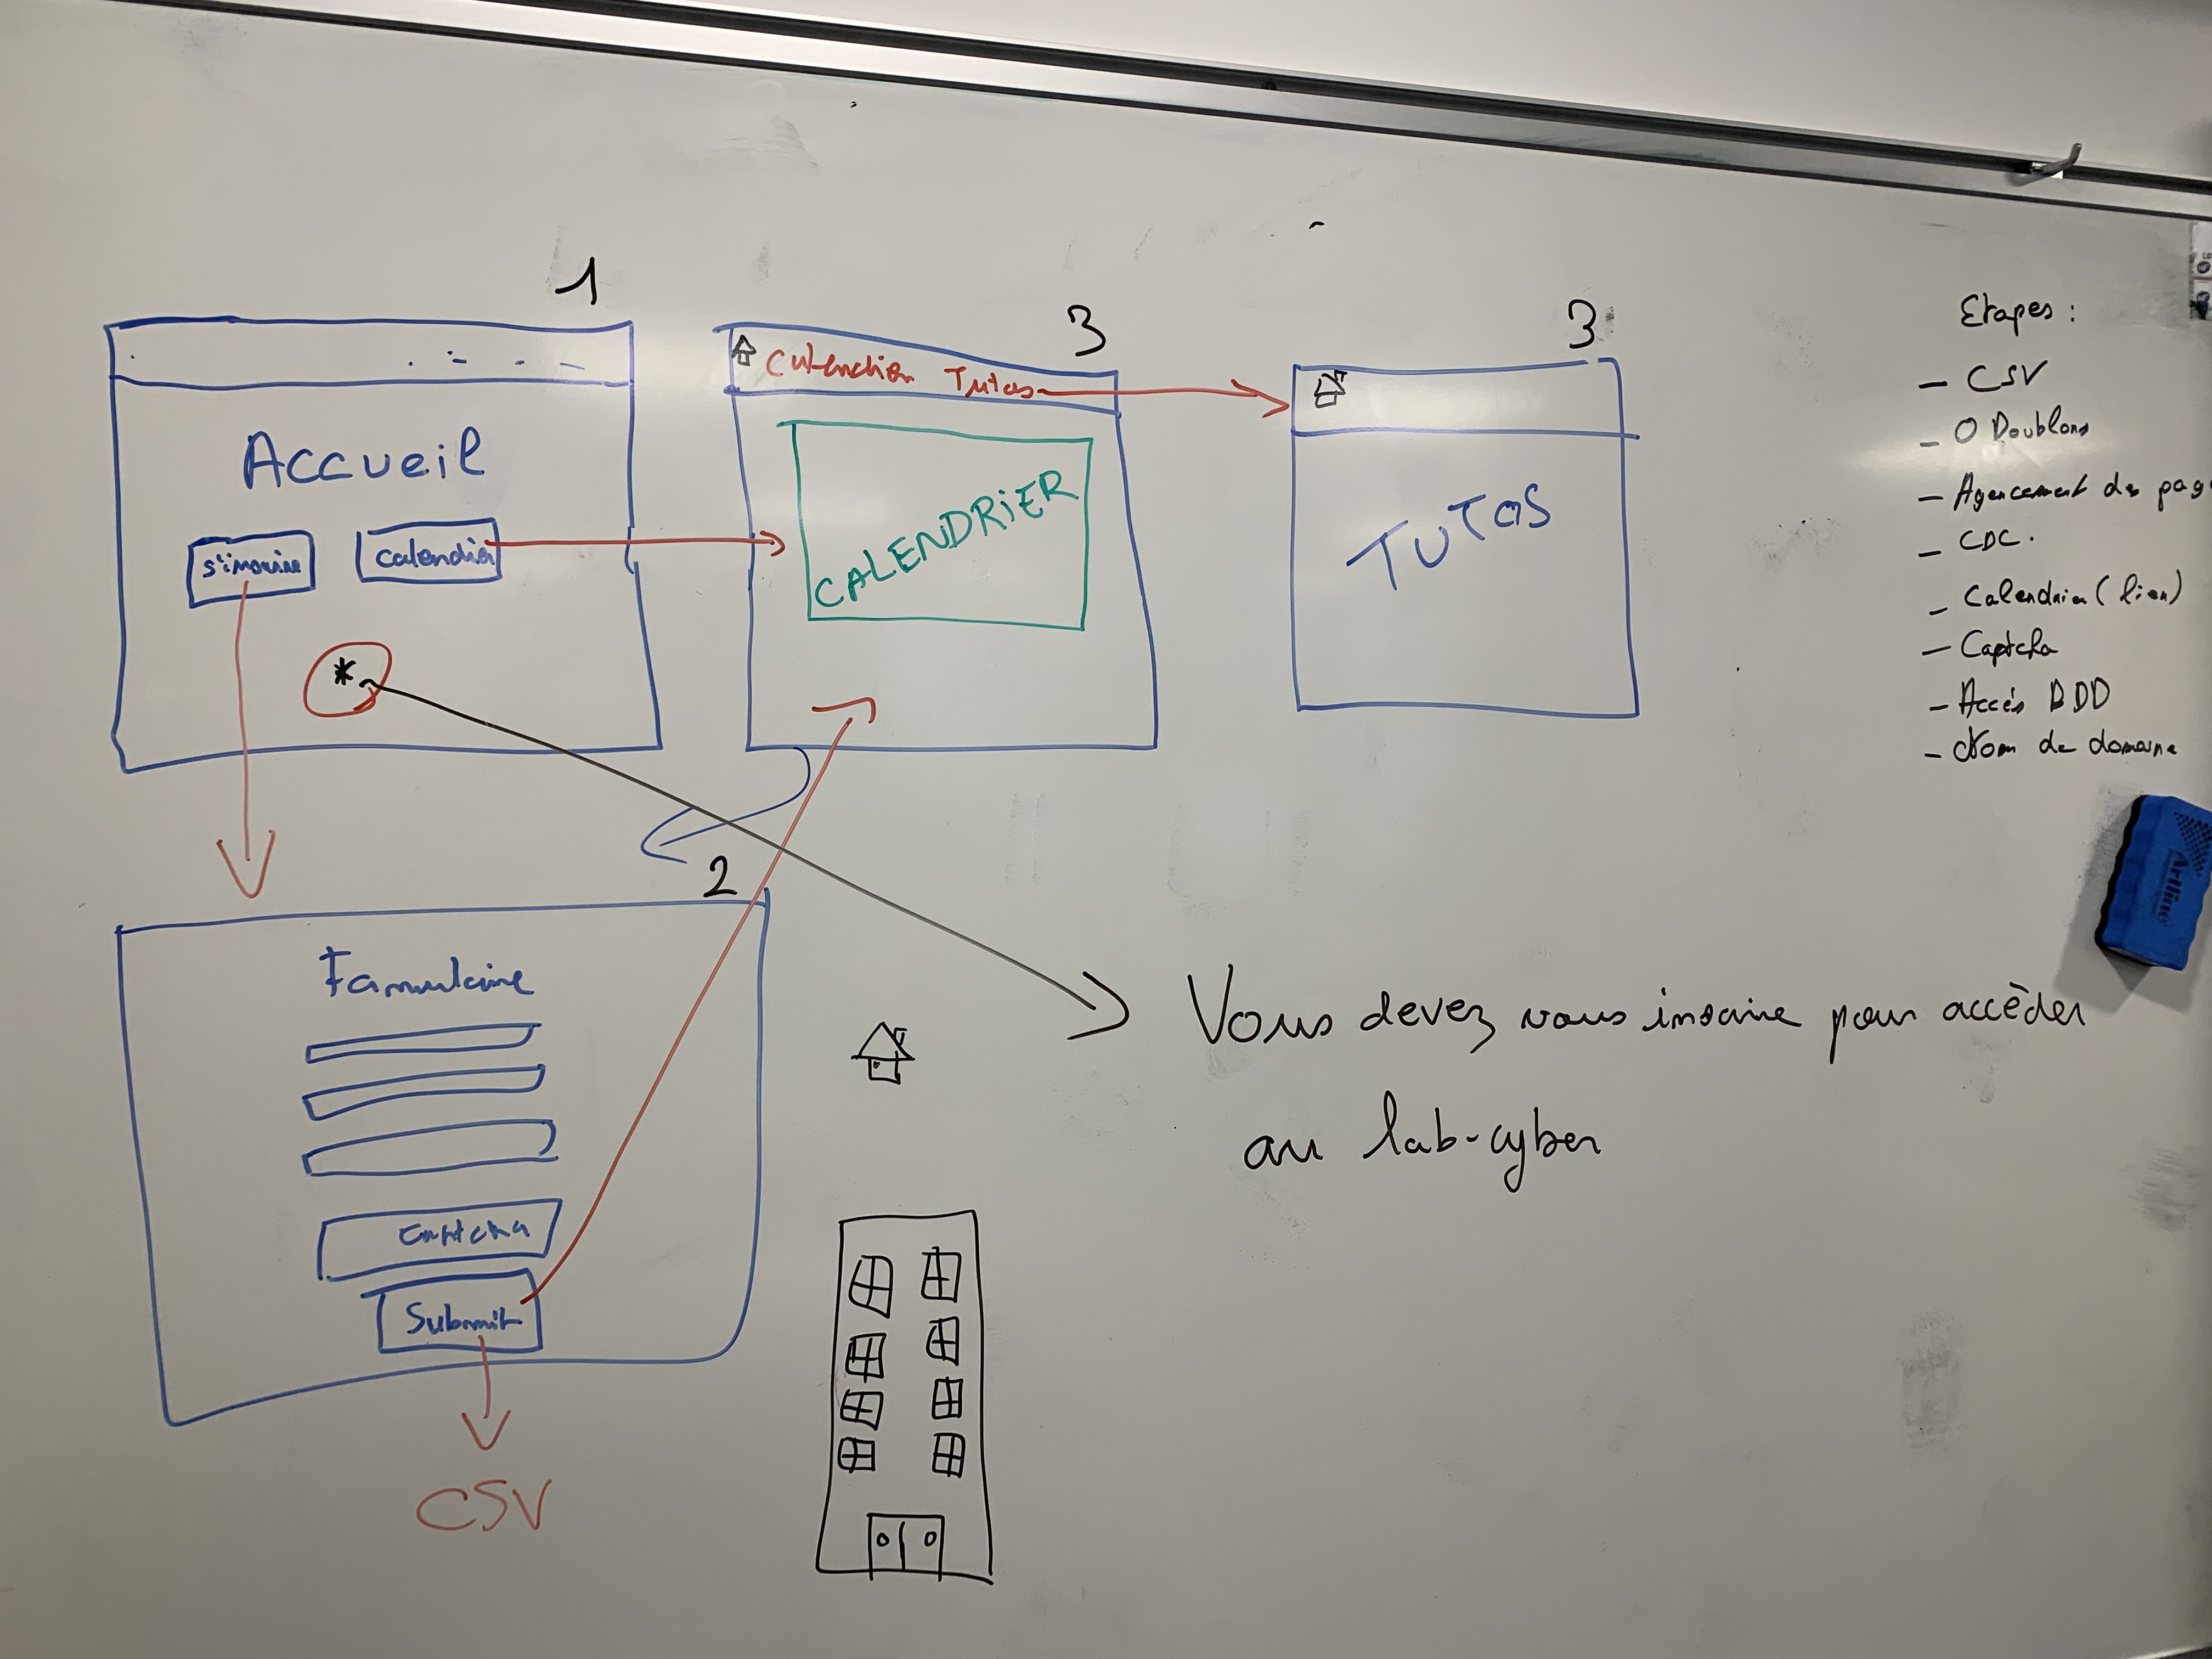 1
Accueil
s'inscrire
calendrier
*
3
Calendrier Tutos
CALENDRIER
3
TUTOS
Etapes :
- CSV
- 0 Doublons
- Agencement des pag
- CDC.
- Calendrier (lien)
- Captcha
- Accès BDD
- Nom de domaine
Artline
2
Formulaire
Captcha
Submit
CSV
Vous devez vous inscrire pour accèder
au lab-cyber